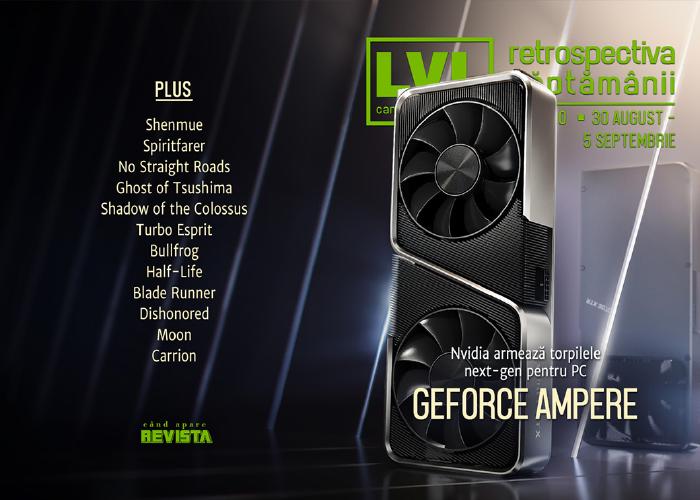 PLUS
Shenmue
Spiritfarer
No Straight Roads
Ghost of Tsushima
Shadow of the Colossus
Turbo Esprit
Bullfrog
Half-Life
Blade Runner
Dishonored
Moon
Carrion
când apare
REVISTA
LVL
retrospectiva
săptămânii
30 AUGUST -
5 SEPTEMBRIE
Nvidia armează torpilele
next-gen pentru PC
GEFORCE AMPERE